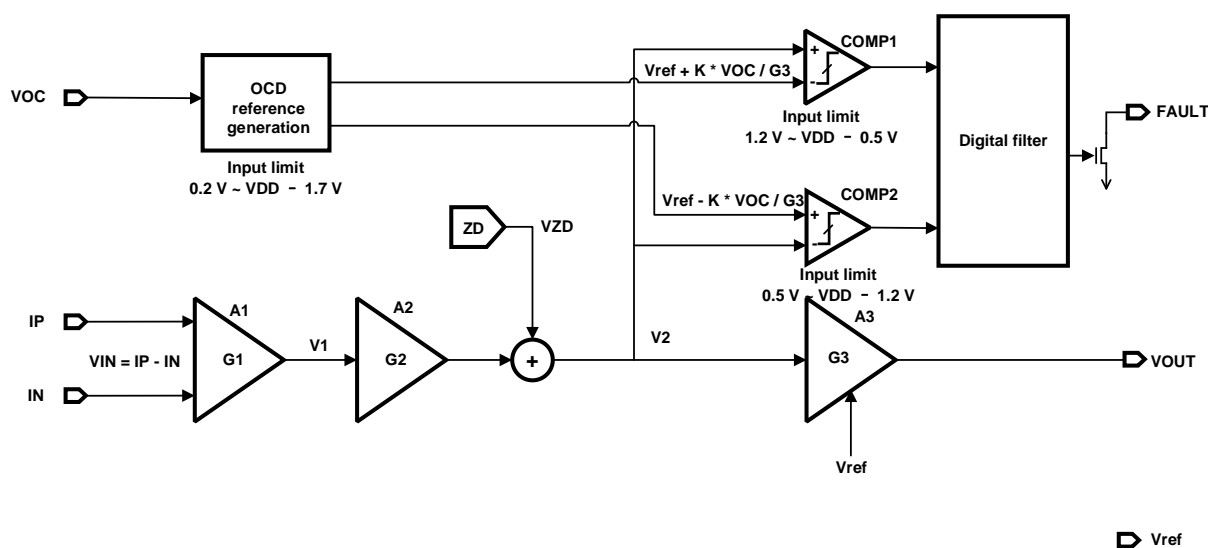 VOC
OCD
reference
generation
Input limit
0.2 V ~ VDD - 1.7 V
Vref + K * VOC / G3
+
-
COMP1
Input limit
1.2 V ~ VDD - 0.5 V
Digital filter
FAULT
Vref - K * VOC / G3
+
-
COMP2
Input limit
0.5 V ~ VDD - 1.2 V
ZD
VZD
IP
IN
VIN = IP - IN
A1
G1
V1
A2
G2
+
V2
A3
G3
VOUT
Vref
Vref